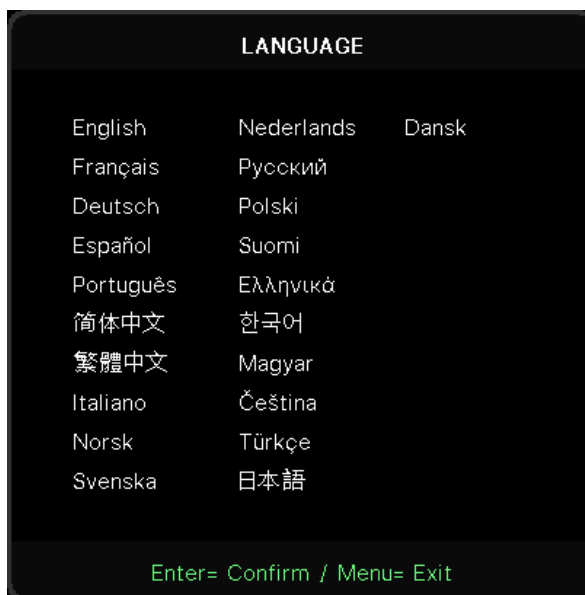 LANGUAGE
English Nederlands Dansk
Français Русский
Deutsch Polski
Español Suomi
Português Ελληνικά
简体中文 한국어
繁體中文 Magyar
Italiano Čeština
Norsk Türkçe
Svenska 日本語
Enter= Confirm / Menu= Exit